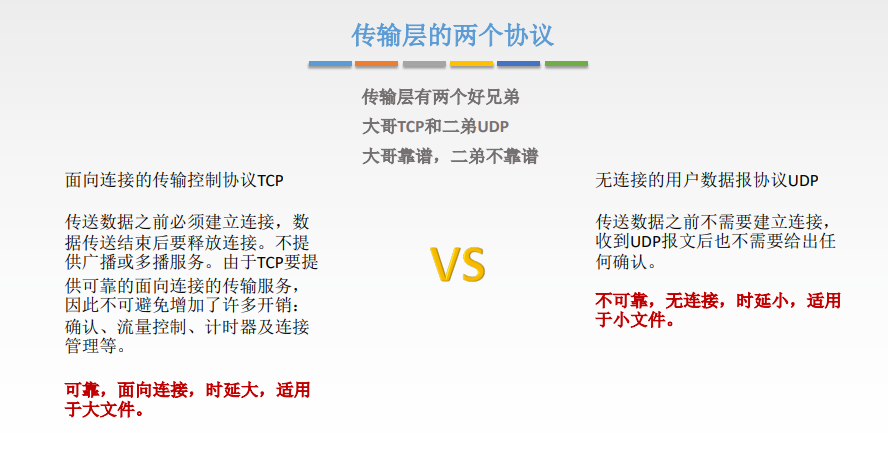 传输层的两个协议
传输层有两个好兄弟
大哥TCP和二弟UDP
大哥靠谱，二弟不靠谱
面向连接的传输控制协议TCP
传送数据之前必须建立连接，数
据传送结束后要释放连接。不提
供广播或多播服务。由于TCP要提
供可靠的面向连接的传输服务，
因此不可避免增加了许多开销：
确认、流量控制、计时器及连接
管理等。
可靠，面向连接，时延大，适用
于大文件。
VS
无连接的用户数据报协议UDP
传送数据之前不需要建立连接，
收到UDP报文后也不需要给出任
何确认。
不可靠，无连接，时延小，适用
于小文件。